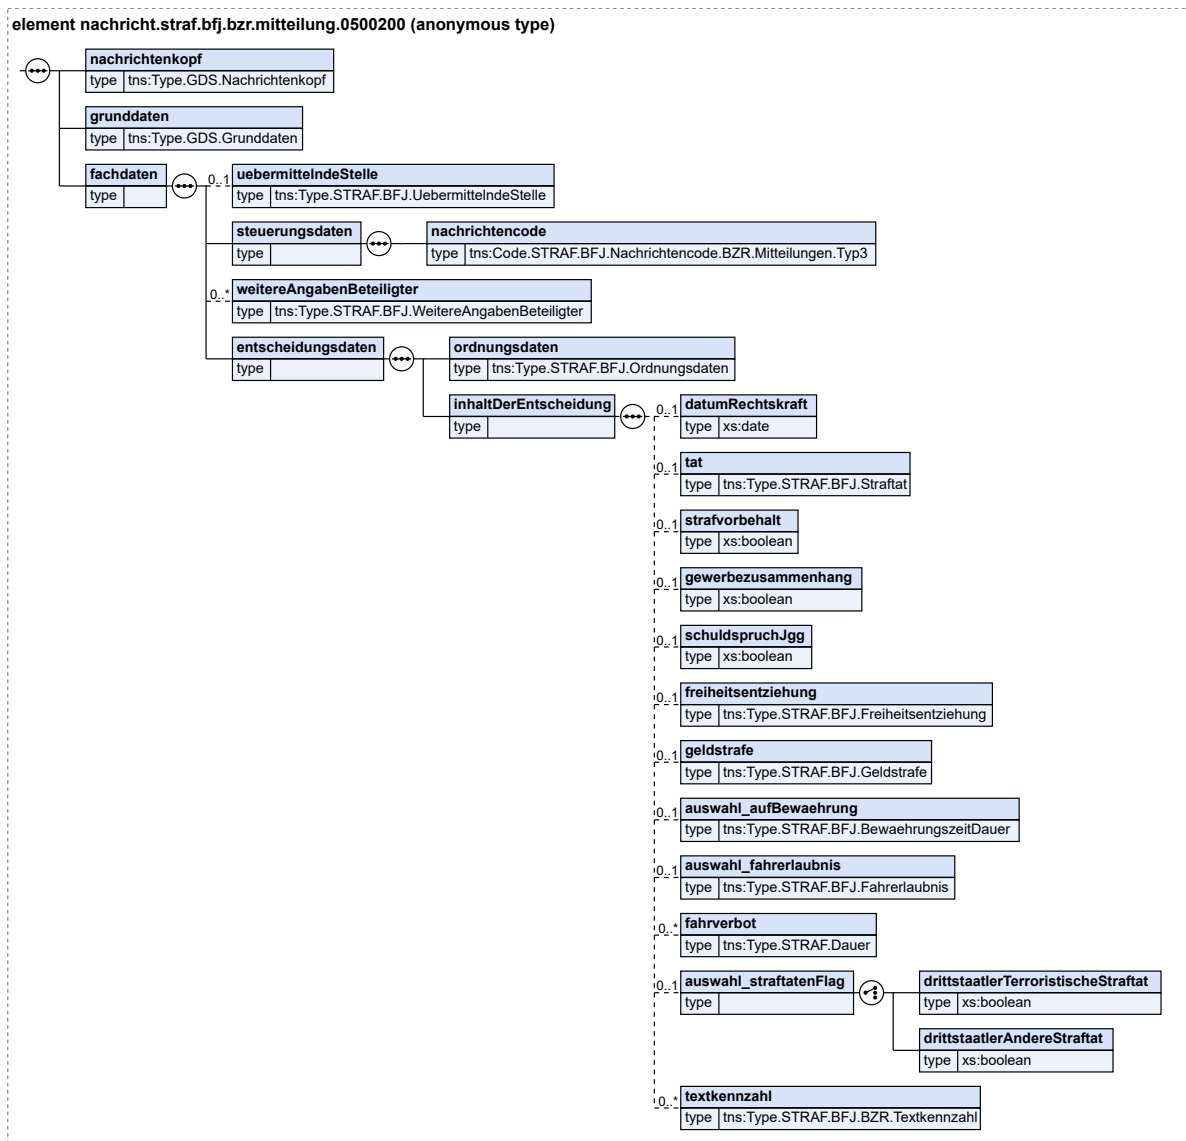 element nachricht.straf.bfj.bzr.mitteilung.0500200 (anonymous type)
nachrichtenkopf
type tns:Type.GDS.Nachrichtenkopf
grunddaten
type tns:Type.GDS.Grunddaten
fachdaten
type
0..1 uebermittelndeStelle
type tns:Type.STRAF.BFJ.UebermittelndeStelle
steuerungsdaten
type
nachrichtencode
type tns:Code.STRAF.BFJ.Nachrichtencode.BZR.Mitteilungen.Typ3
0..* weitereAngabenBeteiligter
type tns:Type.STRAF.BFJ.WeitereAngabenBeteiligter
entscheidungsdaten
type
ordnungsdaten
type tns:Type.STRAF.BFJ.Ordnungsdaten
inhaltDerEntscheidung
type
0..1 datumRechtskraft
type xs:date
0..1 tat
type tns:Type.STRAF.BFJ.Straftat
0..1 strafvorbehalt
type xs:boolean
0..1 gewerbezusammenhang
type xs:boolean
0..1 schuldspruchJgg
type xs:boolean
0..1 freiheitsentziehung
type tns:Type.STRAF.BFJ.Freiheitsentziehung
0..1 geldstrafe
type tns:Type.STRAF.BFJ.Geldstrafe
0..1 auswahl_aufBewaehrung
type tns:Type.STRAF.BFJ.BewaehrungszeitDauer
0..1 auswahl_fahrerlaubnis
type tns:Type.STRAF.BFJ.Fahrerlaubnis
0..* fahrverbot
type tns:Type.STRAF.Dauer
0..1 auswahl_straftatenFlag
type
drittstaatlerTerroristischeStraftat
type xs:boolean
drittstaatlerAndereStraftat
type xs:boolean
0..* textkennzahl
type tns:Type.STRAF.BFJ.BZR.Textkennzahl